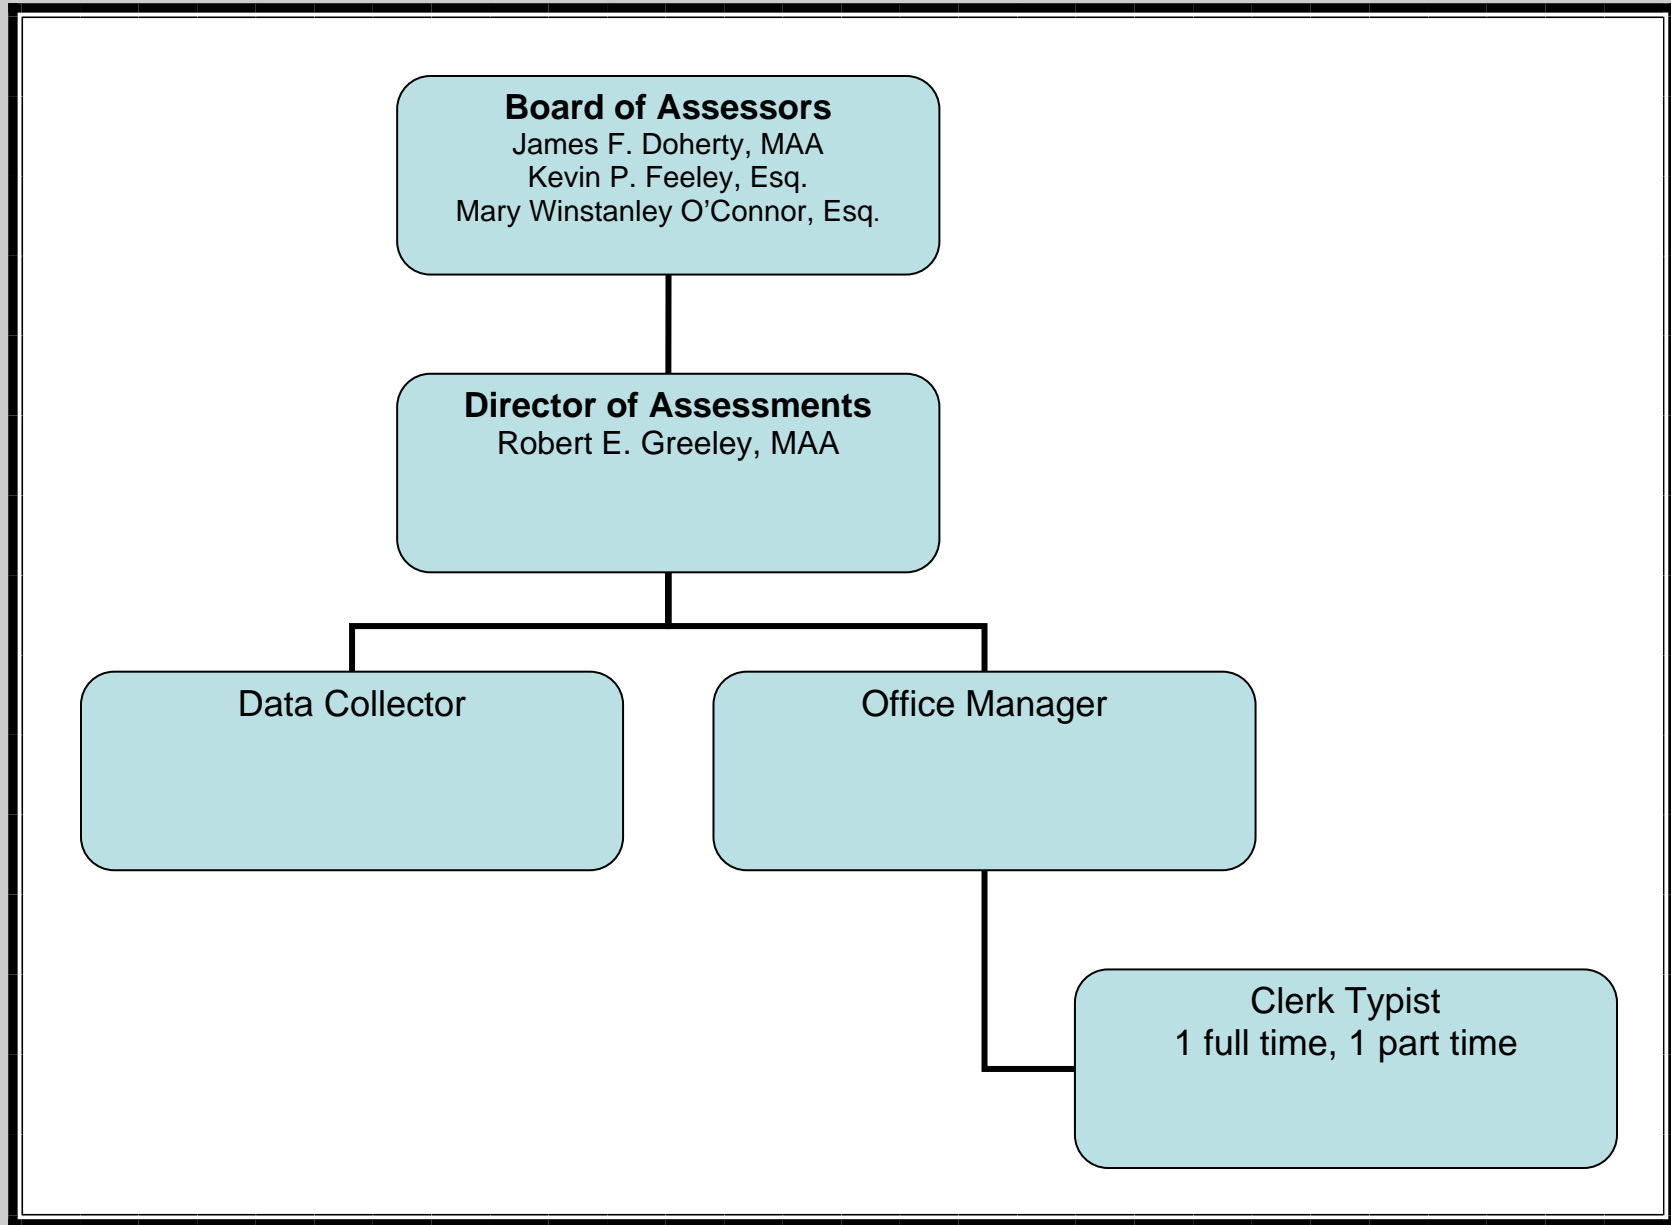 Board of Assessors
James F. Doherty, MAA
Kevin P. Feeley, Esq.
Mary Winstanley O’Connor, Esq.
Director of Assessments
Robert E. Greeley, MAA
Data Collector
Office Manager
Clerk Typist
1 full time, 1 part time